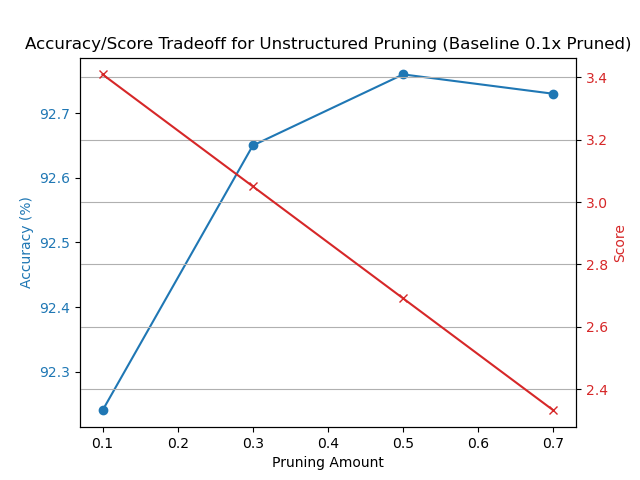 Accuracy/Score Tradeoff for Unstructured Pruning (Baseline 0.1x Pruned)
Accuracy (%)
92.7
92.6
92.5
92.4
92.3
3.4
3.2
3.0
2.8
2.6
2.4
Score
0.1 0.2 0.3 0.4 0.5 0.6 0.7
Pruning Amount